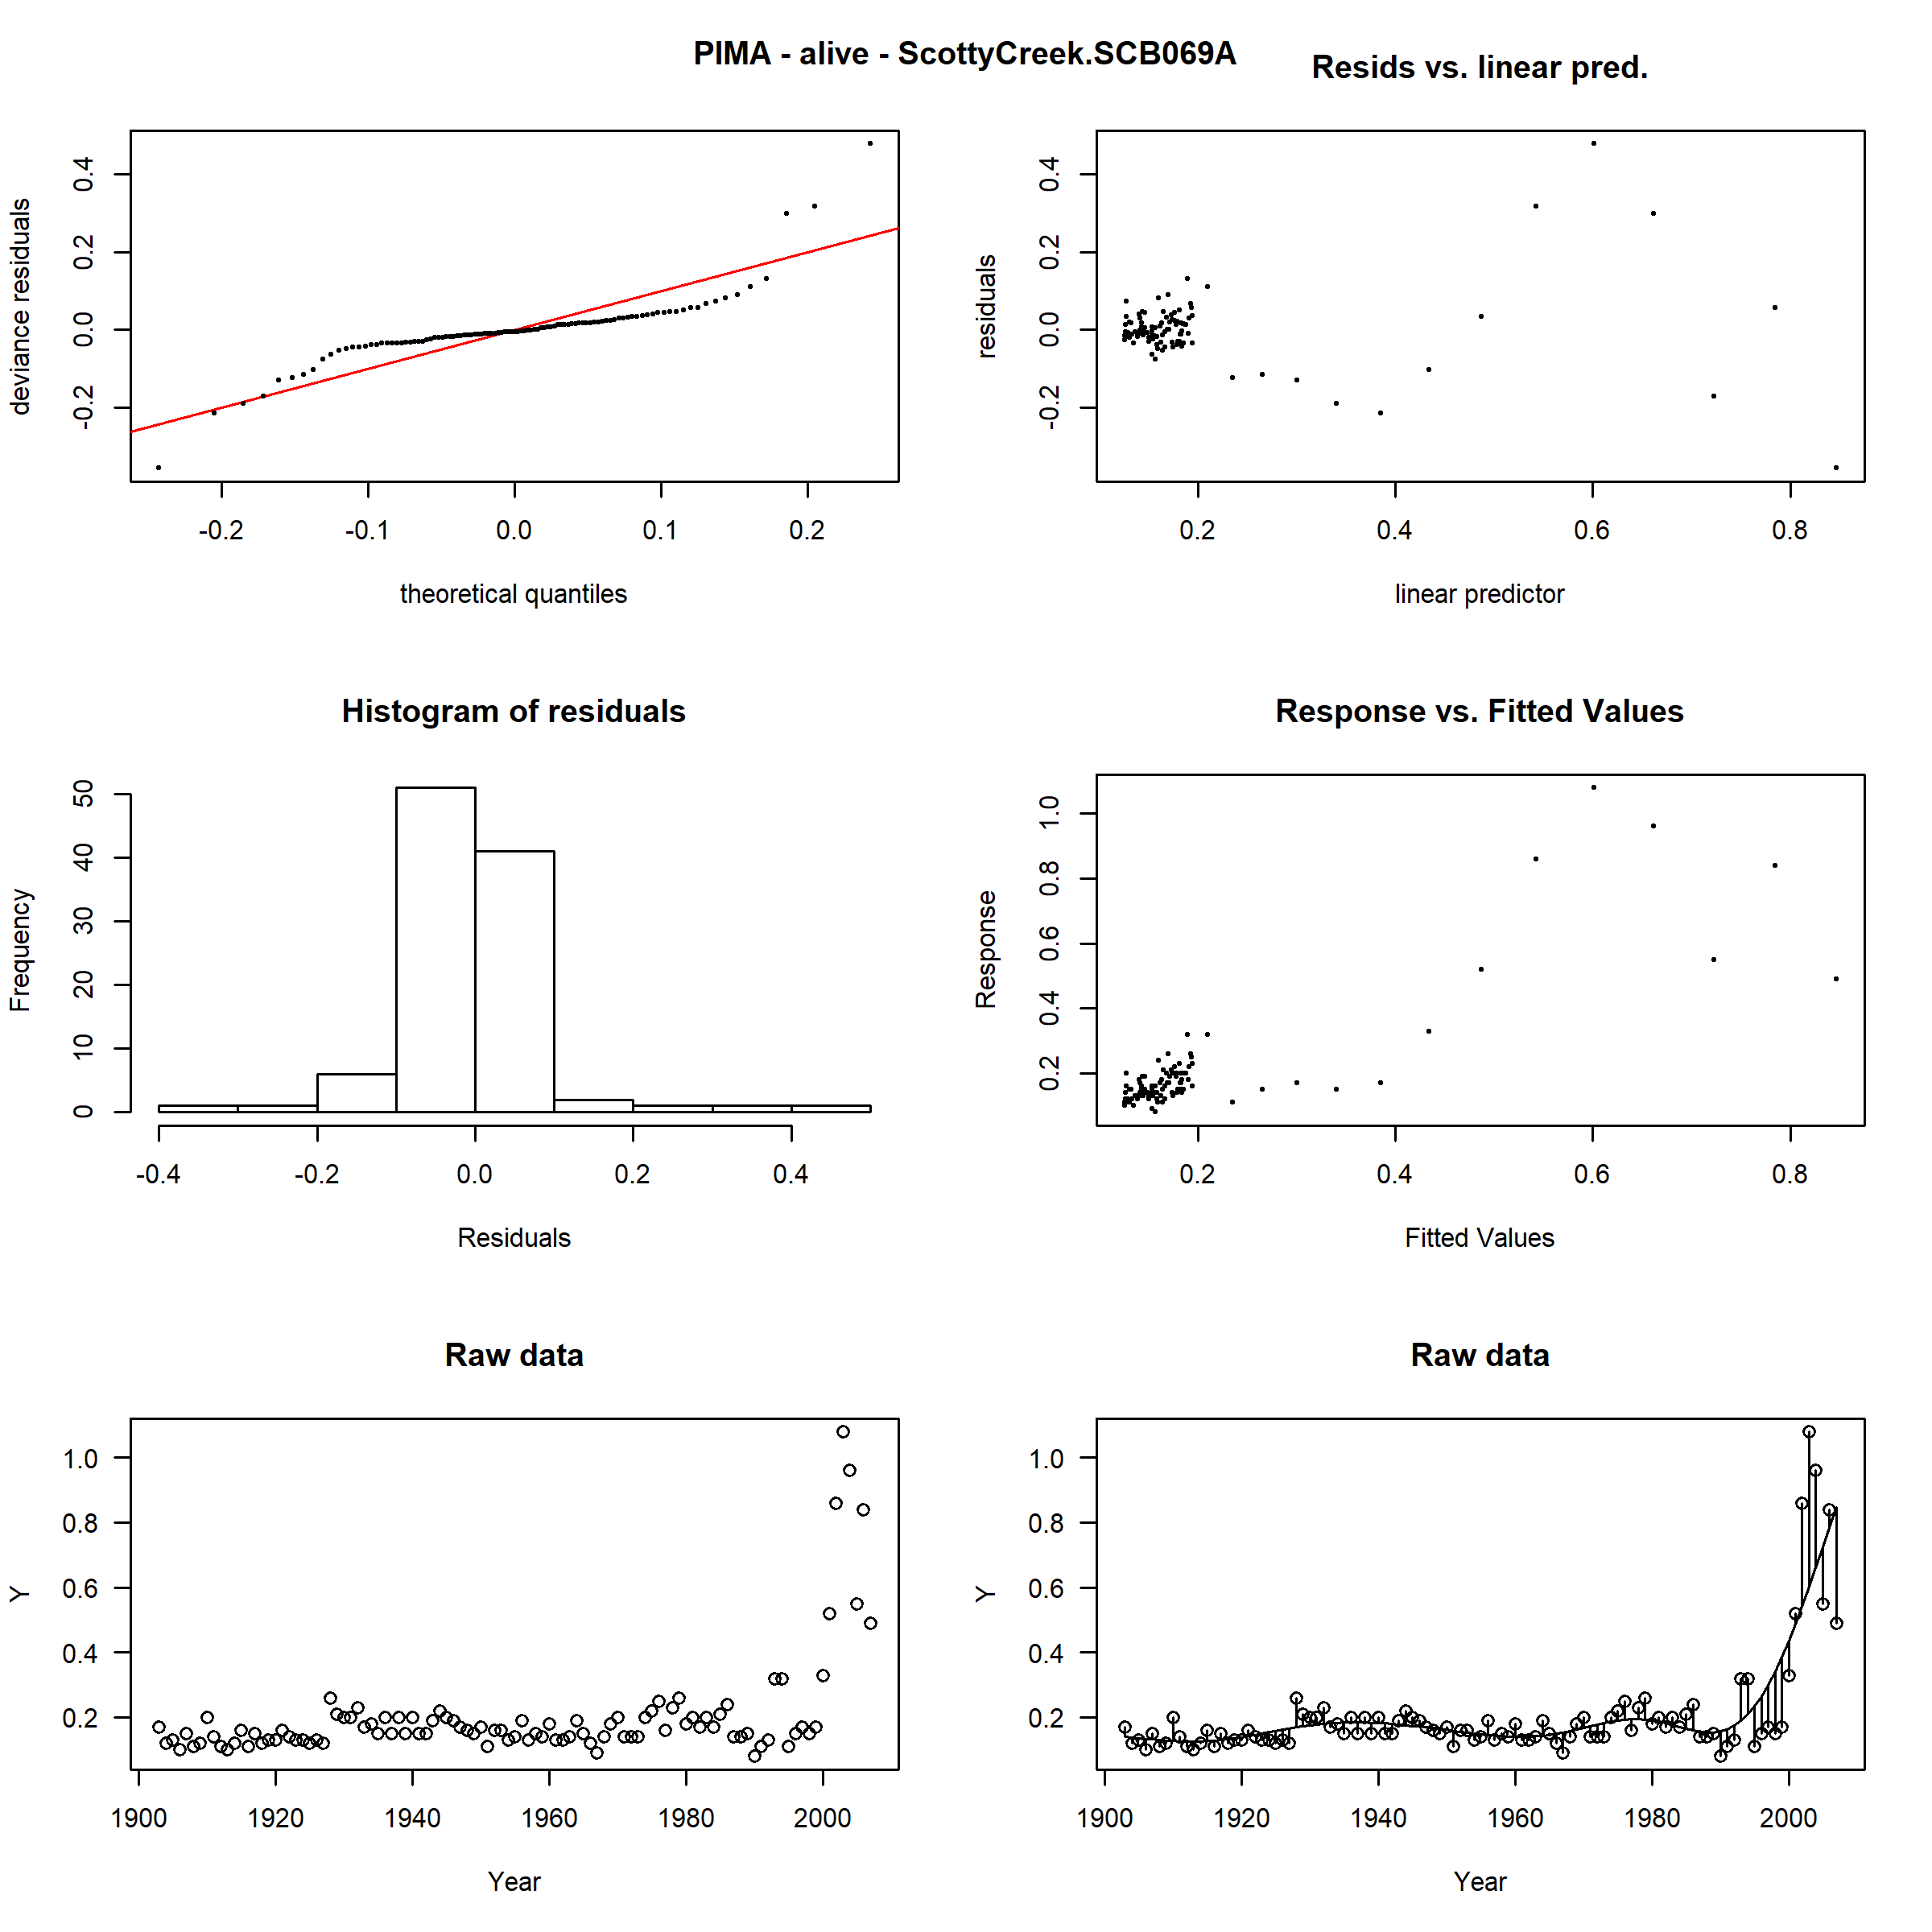 PIMA - alive - ScottyCreek.SCB069A
Resids vs. linear pred.
deviance residuals
-0.2 0.0 0.2 0.4
-0.2 -0.1 0.0 0.1 0.2
theoretical quantiles
residuals
-0.2 0.0 0.2 0.4
0.2 0.4 0.6 0.8
linear predictor
Histogram of residuals
Frequency
0 10 20 30 40 50
-0.4 -0.2 0.0 0.2 0.4
Residuals
Response vs. Fitted Values
Response
0.2 0.4 0.6 0.8 1.0
0.2 0.4 0.6 0.8
Fitted Values
Raw data
Y
1.0
0.8
0.6
0.4
0.2
1900 1920 1940 1960 1980 2000
Year
Raw data
Y
1.0
0.8
0.6
0.4
0.2
1900 1920 1940 1960 1980 2000
Year